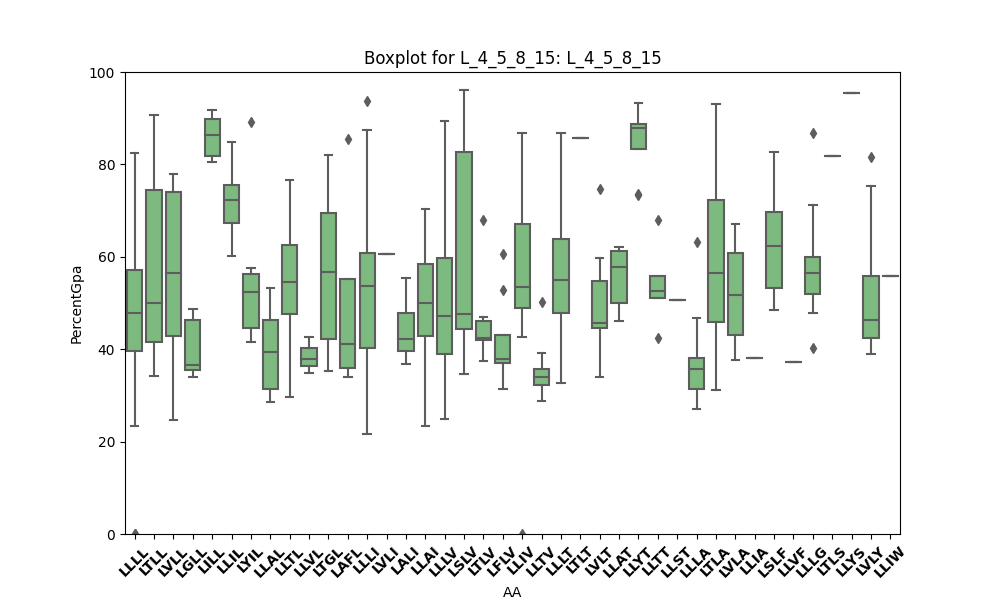 Boxplot for L_4_5_8_15: L_4_5_8_15
100
80
60
40
20
0
PercentGpa
LLLL LTLL LVLL LGLL LILL LLIL LYIL LLAL LLTL LLVL LTGL LAFL LLLI LVLI LALI LLAI LLLV LSLV LTLV LFLV LLIV LLTV LLLT LTLT LVLT LLAT LLYT LLTT LLST LLLA LTLA LVLA LLIA LSLF LLVF LLLG LTLS LLYS LVLY LLIW
AA